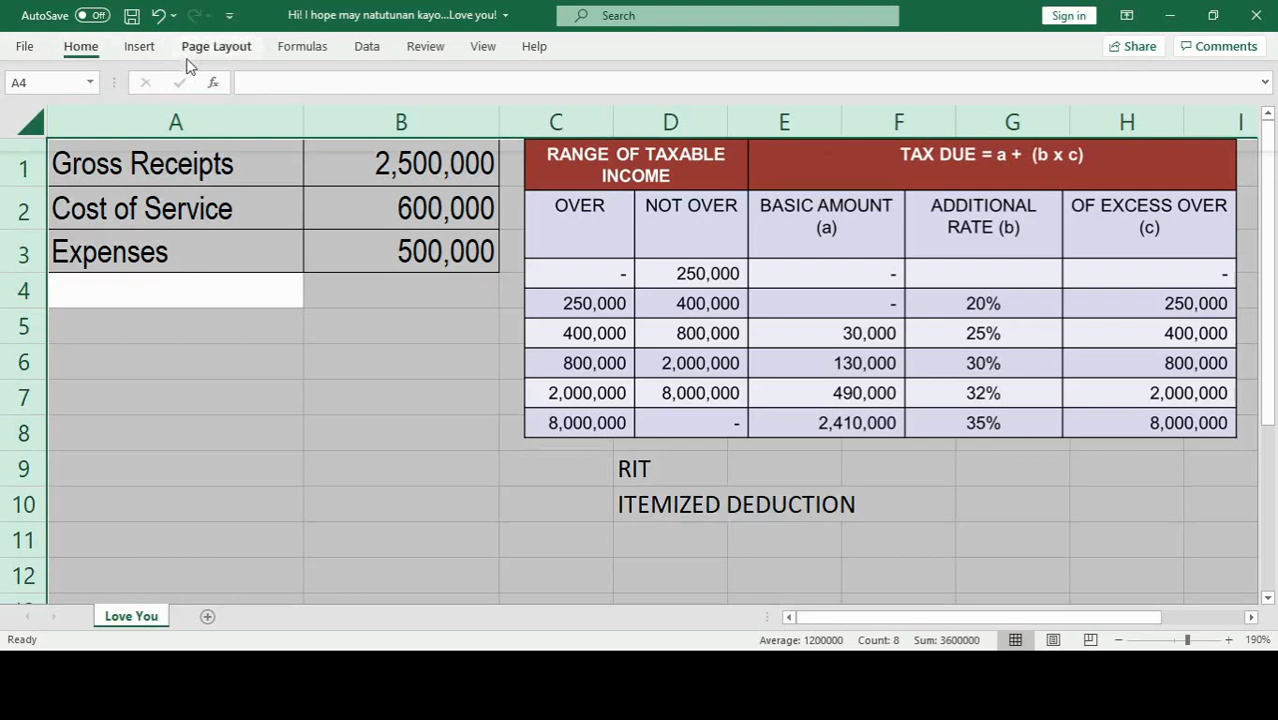 AutoSave Off
Hi! I hope may natutunan kayo...Love you!
Search
Sign in
File Home Insert Page Layout Formulas Data Review View Help
Share Comments
A4
fx
A B C D E F G H I
1 Gross Receipts 2,500,000
2 Cost of Service 600,000
3 Expenses 500,000
4
5
6
7
8
9 RIT
10 ITEMIZED DEDUCTION
11
12
RANGE OF TAXABLE INCOME TAX DUE = a + (b x c)
OVER NOT OVER BASIC AMOUNT (a) ADDITIONAL RATE (b) OF EXCESS OVER (c)
- 250,000 - -
250,000 400,000 - 20% 250,000
400,000 800,000 30,000 25% 400,000
800,000 2,000,000 130,000 30% 800,000
2,000,000 8,000,000 490,000 32% 2,000,000
8,000,000 - 2,410,000 35% 8,000,000
Love You
Ready
Average: 1200000 Count: 8 Sum: 3600000
190%